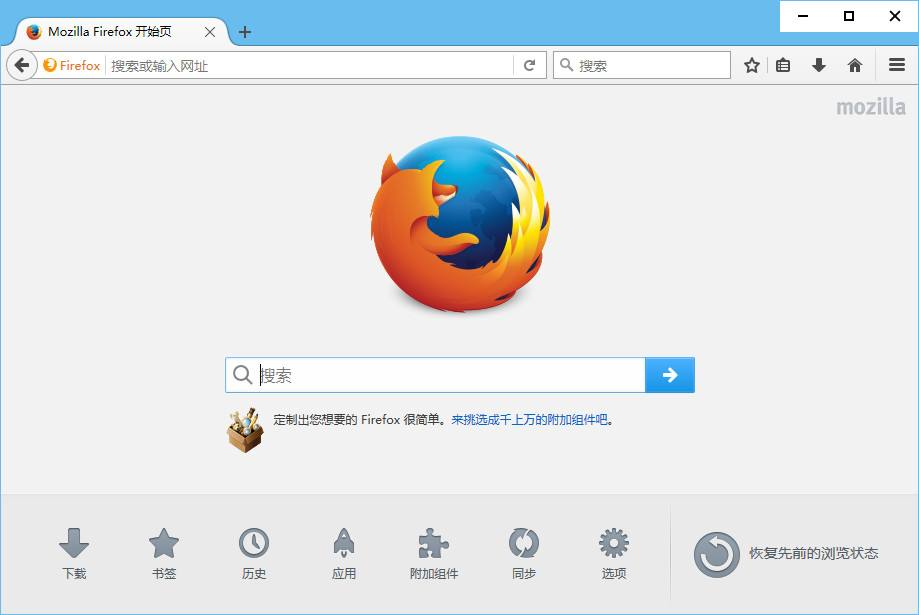 Mozilla Firefox 开始页
Firefox 搜索或输入网址
搜索
mozilla
搜索
定制出您想要的 Firefox 很简单。来挑选成千上万的附加组件吧。
下载 书签 历史 应用 附加组件 同步 选项 恢复先前的浏览状态